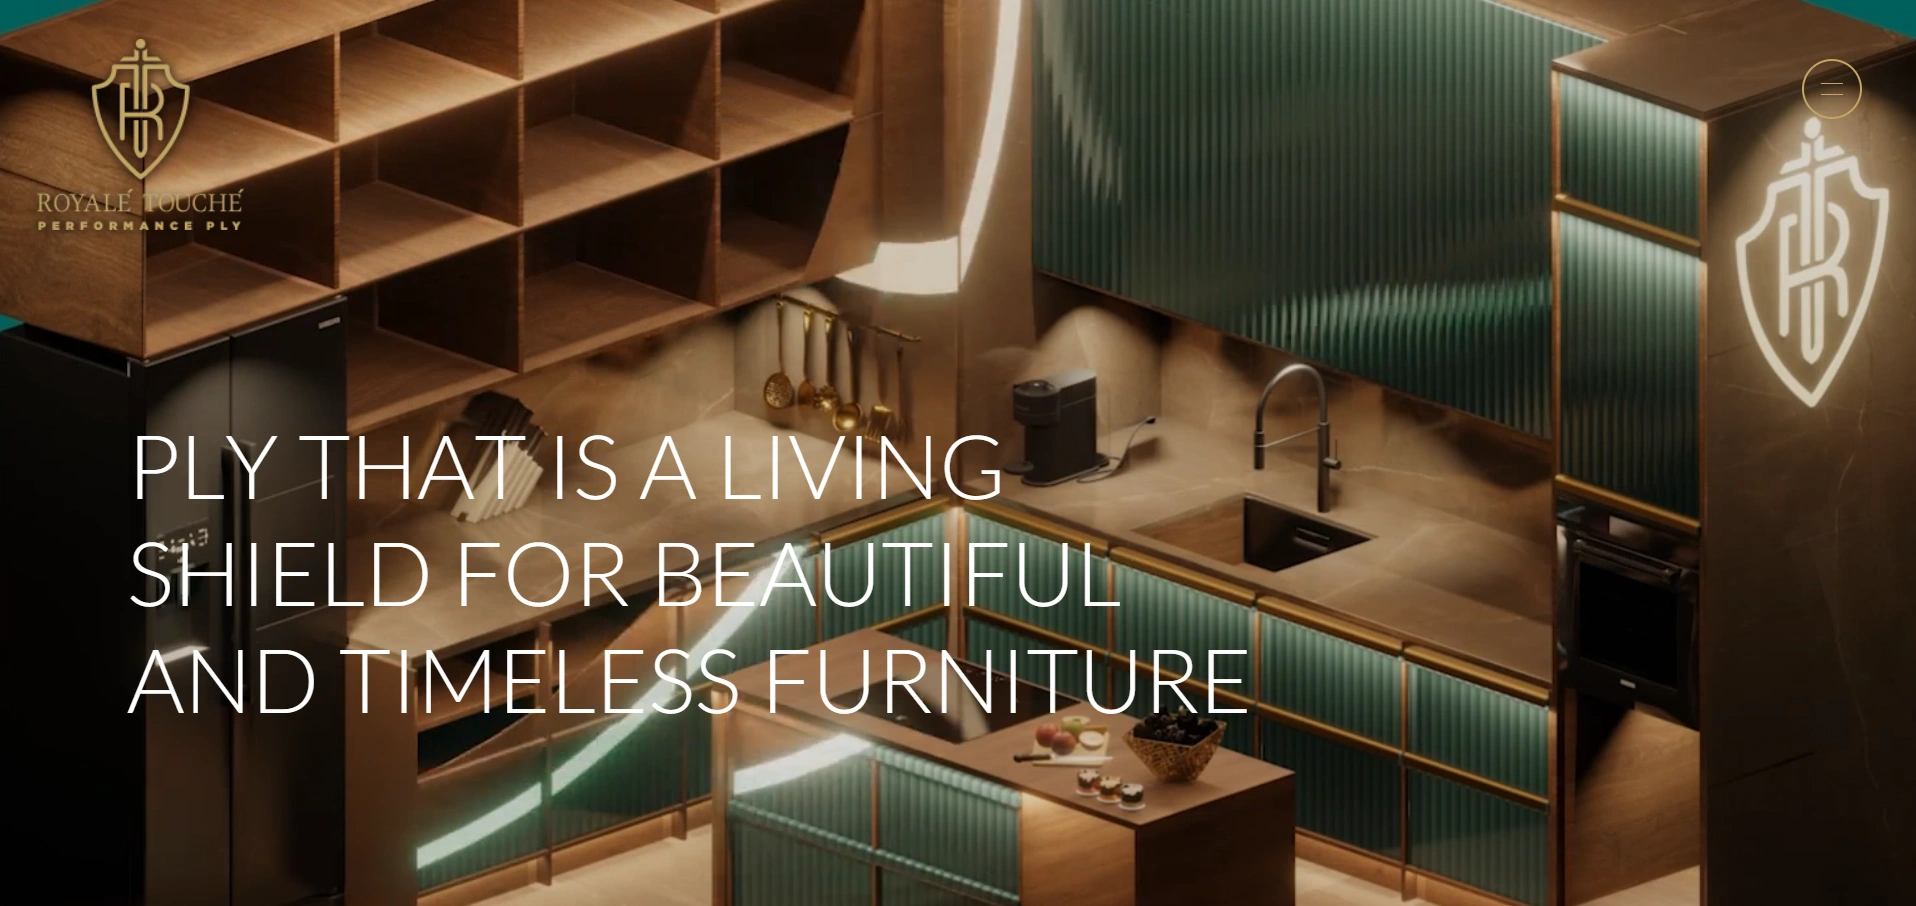 ROYALÉ TOUCHÉ
PERFORMANCE PLY
PLY THAT IS A LIVING
SHIELD FOR BEAUTIFUL
AND TIMELESS FURNITURE